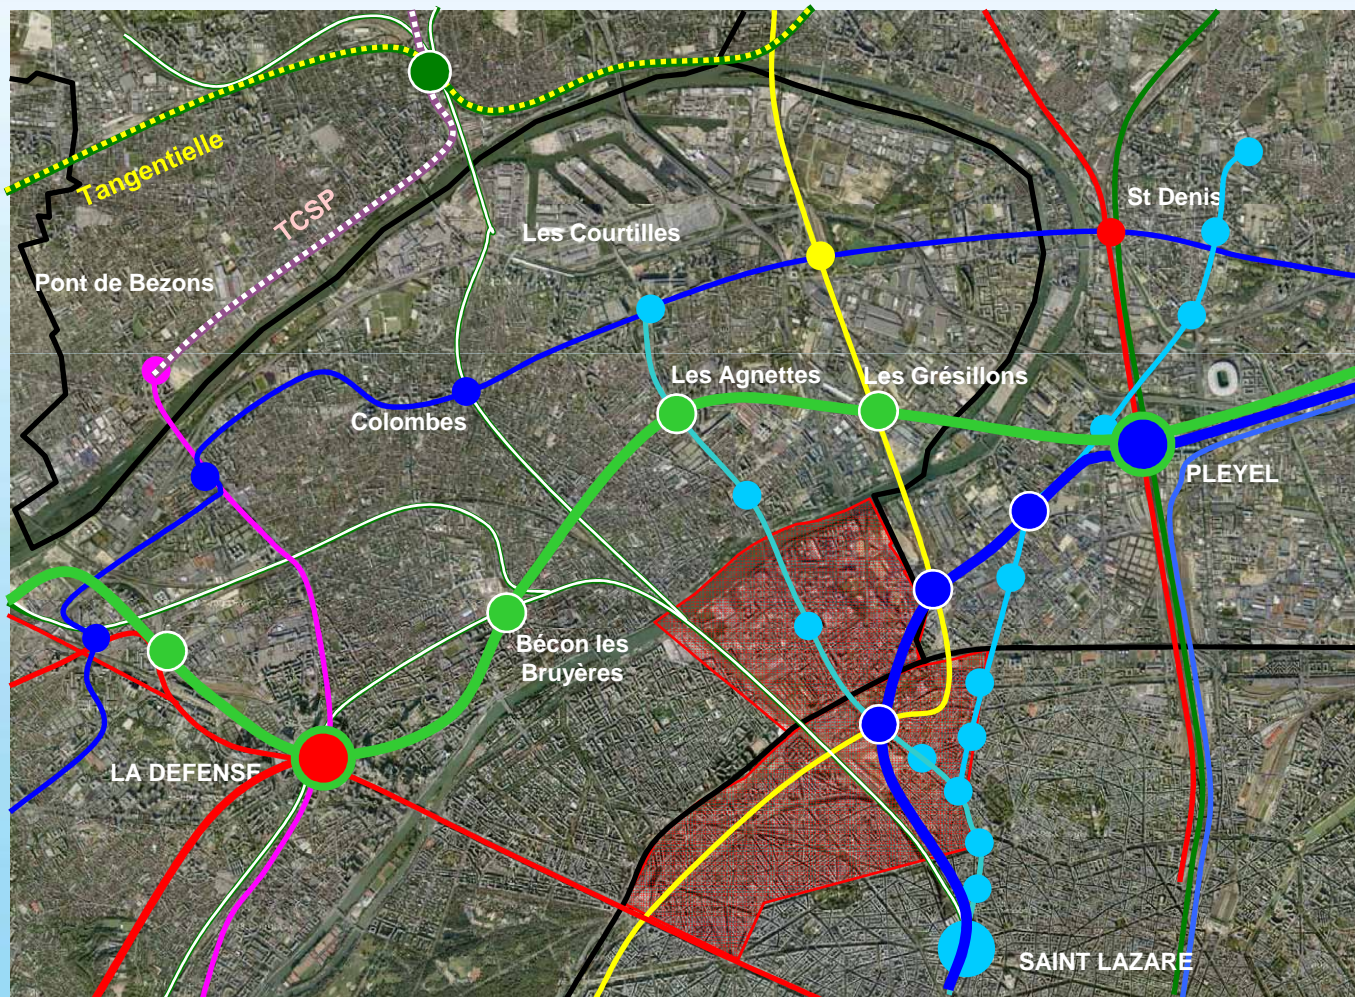 Tangentielle
TCSP
St Denis
Les Courtilles
Pont de Bezons
Les Agnettes
Les Grésillons
Colombes
PLEYEL
Bécon les
Bruyères
LA DEFENSE
SAINT LAZARE